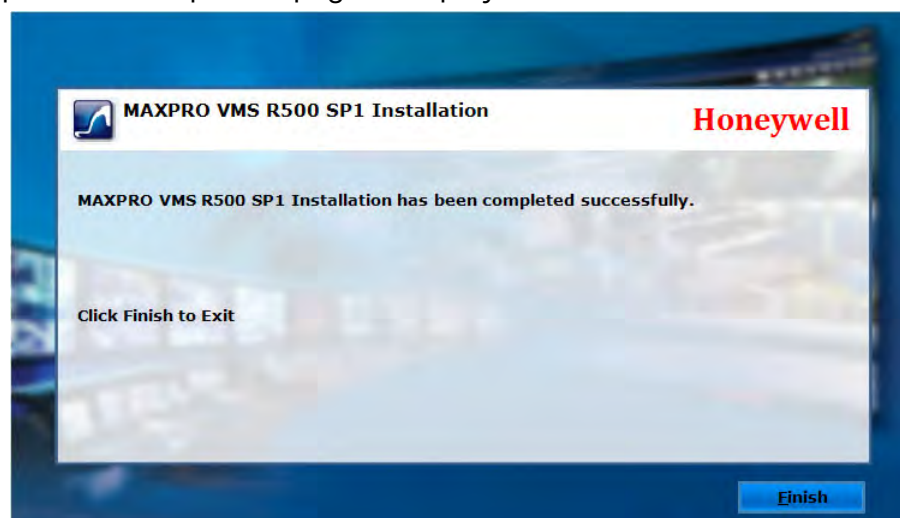 MAXPRO VMS R500 SP1 Installation
Honeywell
MAXPRO VMS R500 SP1 Installation has been completed successfully.
Click Finish to Exit
Finish